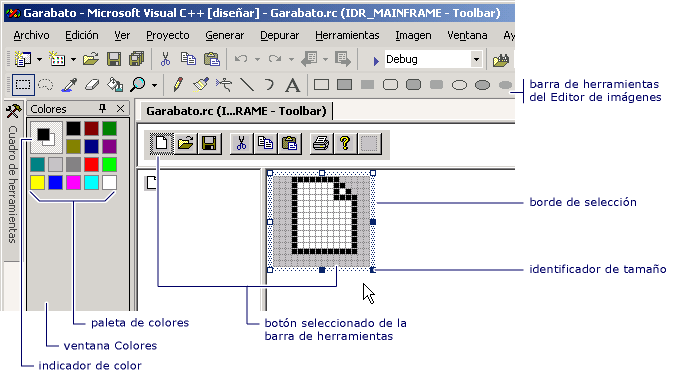 Garabato - Microsoft Visual C++ [diseñar] - Garabato.rc (IDR_MAINFRAME - Toolbar)
Archivo Edición Ver Proyecto Generar Depurar Herramientas Imagen Ventana Ay
Debug
barra de herramientas
del Editor de imágenes
Colores
Garabato.rc (I...RAME - Toolbar)
Cuadro de herramientas
borde de selección
identificador de tamaño
paleta de colores
botón seleccionado de la
barra de herramientas
ventana Colores
indicador de color